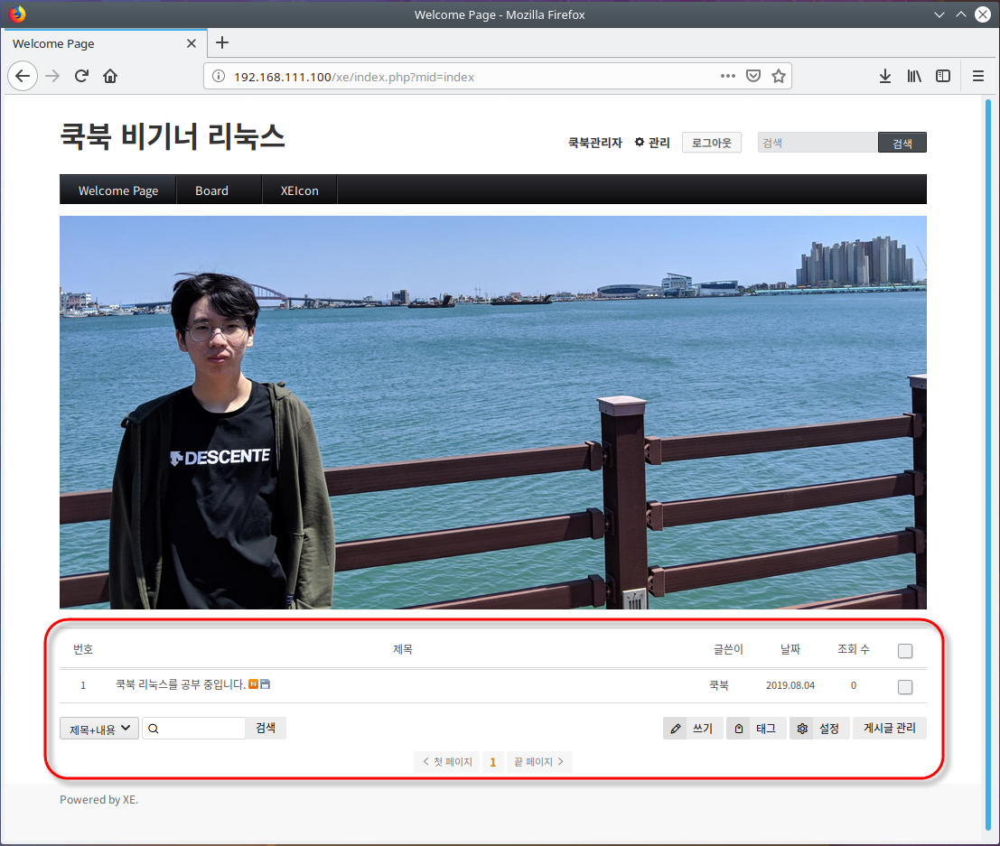 Welcome Page - Mozilla Firefox
Welcome Page
192.168.111.100/xe/index.php?mid=index
쿡북 비기너 리눅스
쿡북관리자 관리 로그아웃 검색 검색
Welcome Page Board XEIcon
DESCENTE
번호 제목 글쓴이 날짜 조회 수
1 쿡북 리눅스를 공부 중입니다. N 쿡북 2019.08.04 0
제목+내용 검색 쓰기 태그 설정 게시글 관리
첫 페이지 1 끝 페이지
Powered by XE.